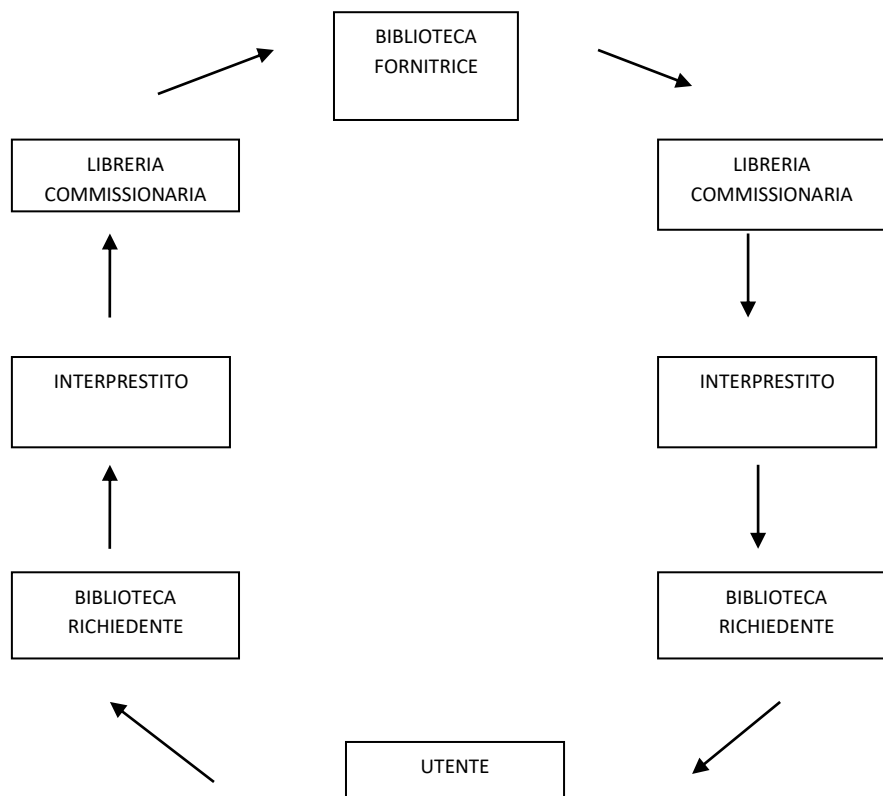 BIBLIOTECA
FORNITRICE
LIBRERIA
COMMISSIONARIA
LIBRERIA
COMMISSIONARIA
INTERPRESTITO
INTERPRESTITO
BIBLIOTECA
RICHIEDENTE
BIBLIOTECA
RICHIEDENTE
UTENTE